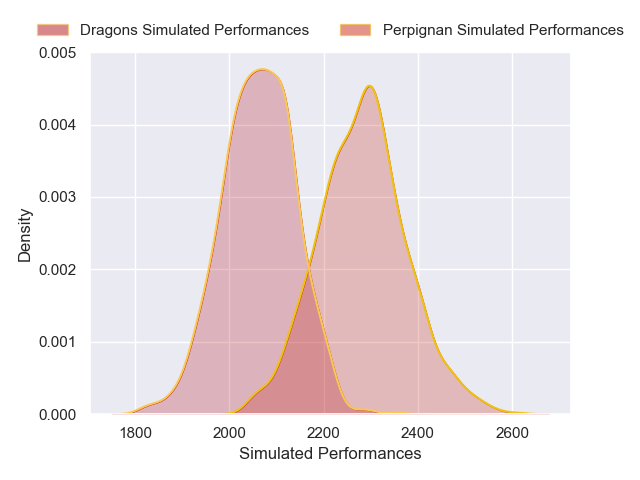 Dragons Simulated Performances
Perpignan Simulated Performances
0.005
0.004
0.003
0.002
0.001
0.000
Density
1800
2000
2200
2400
2600
Simulated Performances